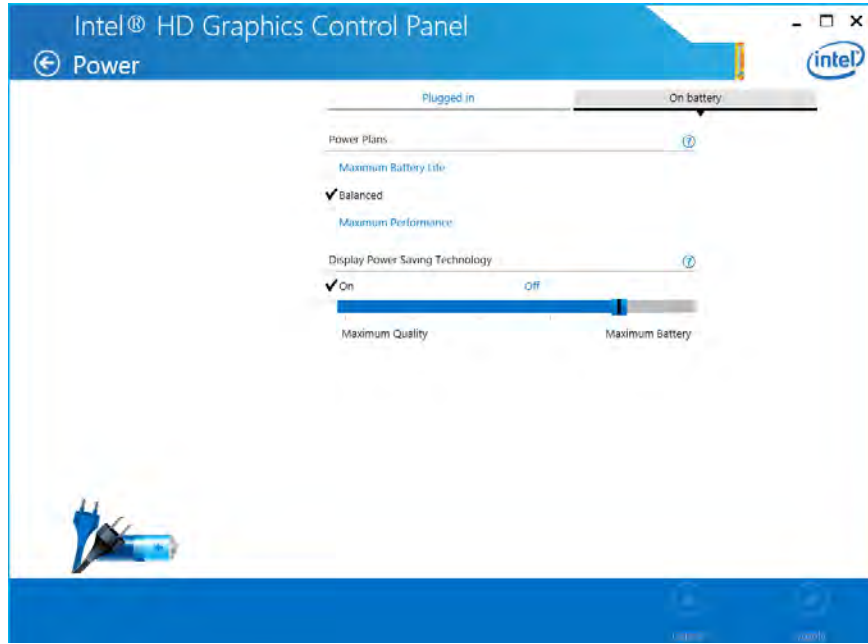 Intel® HD Graphics Control Panel
Power
intel
Plugged in
On battery
Power Plans
?
Maximum Battery Life
Balanced
Maximum Performance
Display Power Saving Technology
?
On
Off
Maximum Quality
Maximum Battery